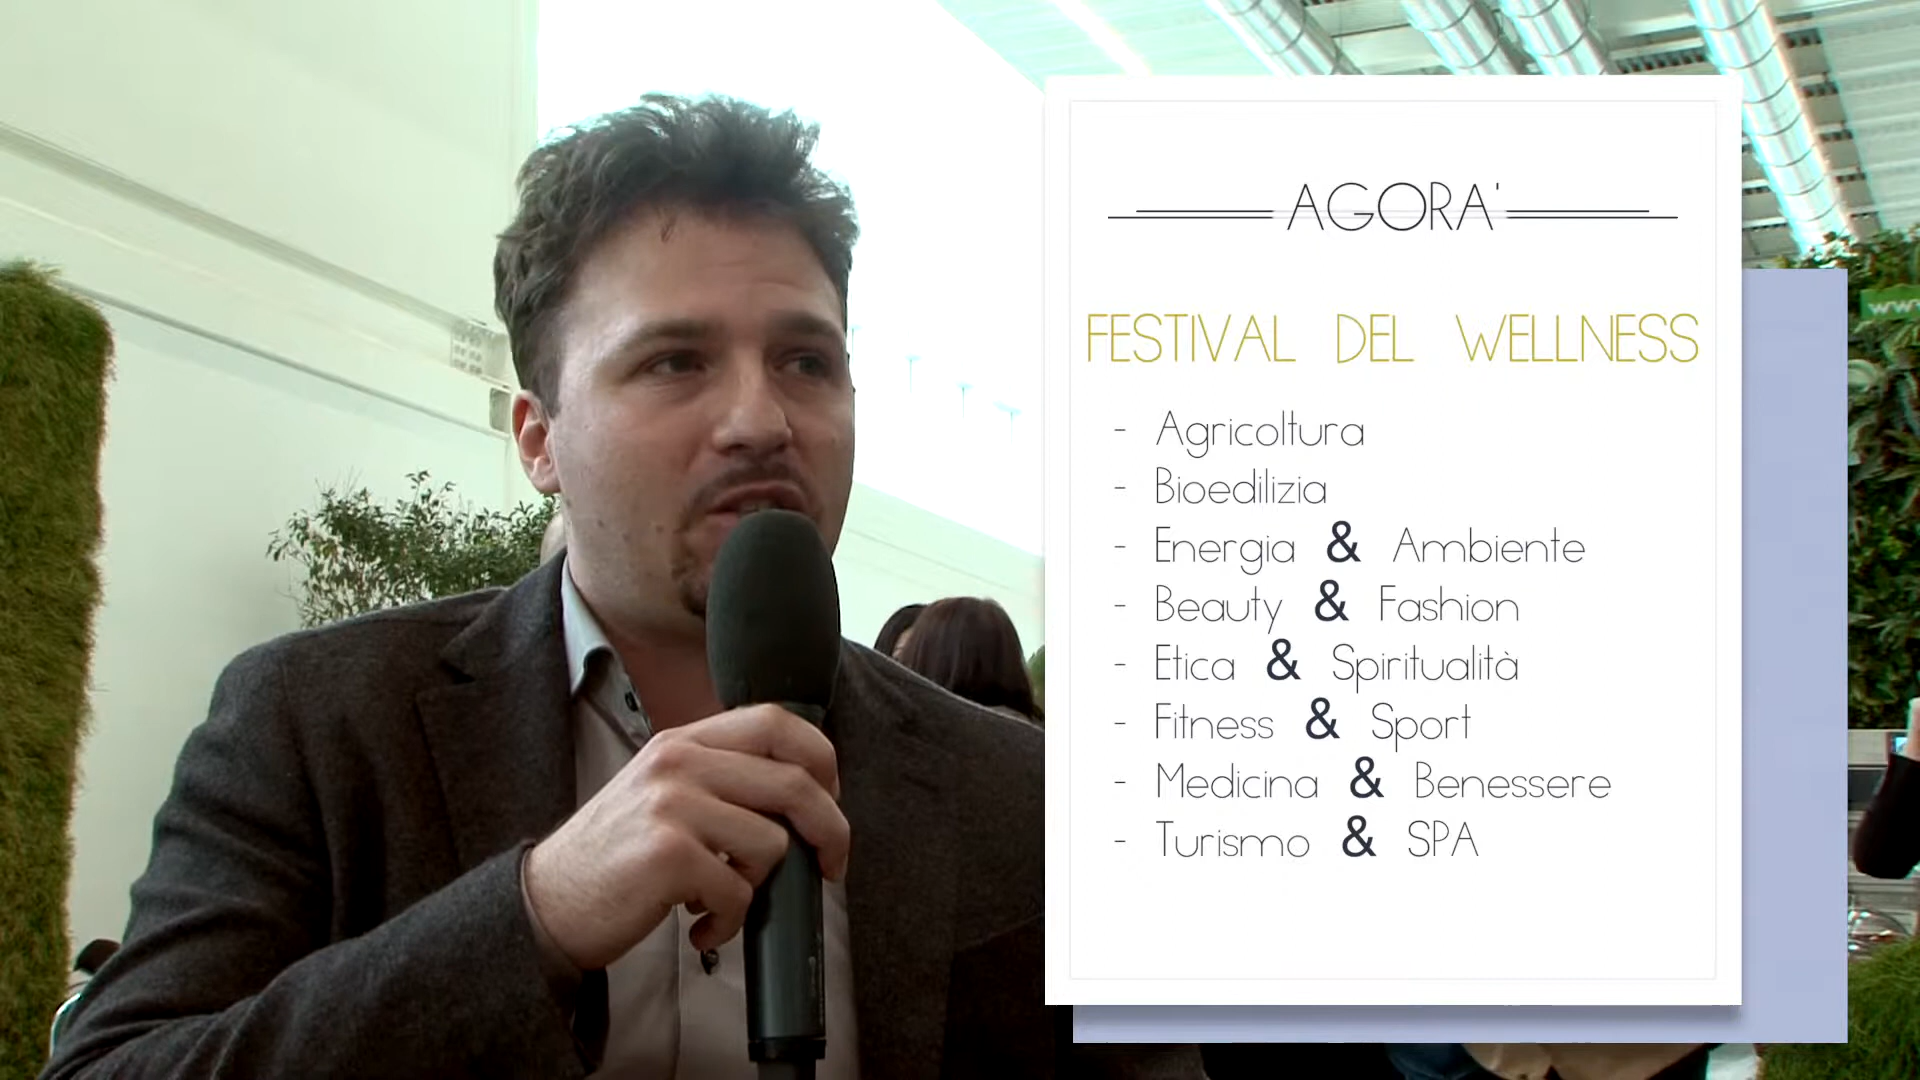 AGORA'
FESTIVAL DEL WELLNESS
- Agricoltura
- Bioedilizia
- Energia & Ambiente
- Beauty & Fashion
- Etica & Spiritualità
- Fitness & Sport
- Medicina & Benessere
- Turismo & SPA